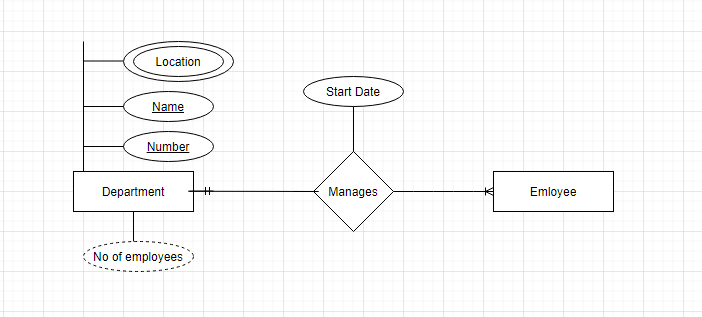 Location
Start Date
Name
Number
Department
Manages
Emloyee
No of employees